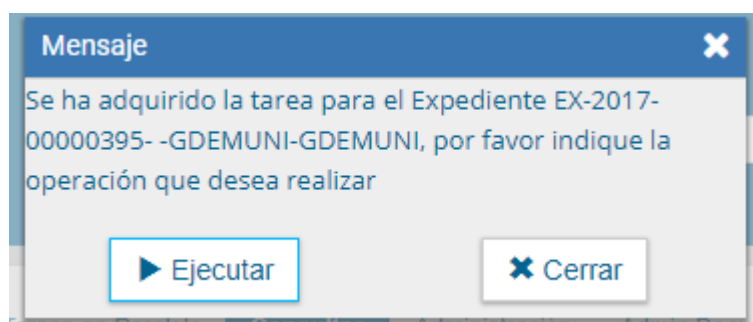 Mensaje
Se ha adquirido la tarea para el Expediente EX-2017-
00000395- -GDEMUNI-GDEMUNI, por favor indique la
operación que desea realizar
Ejecutar
Cerrar